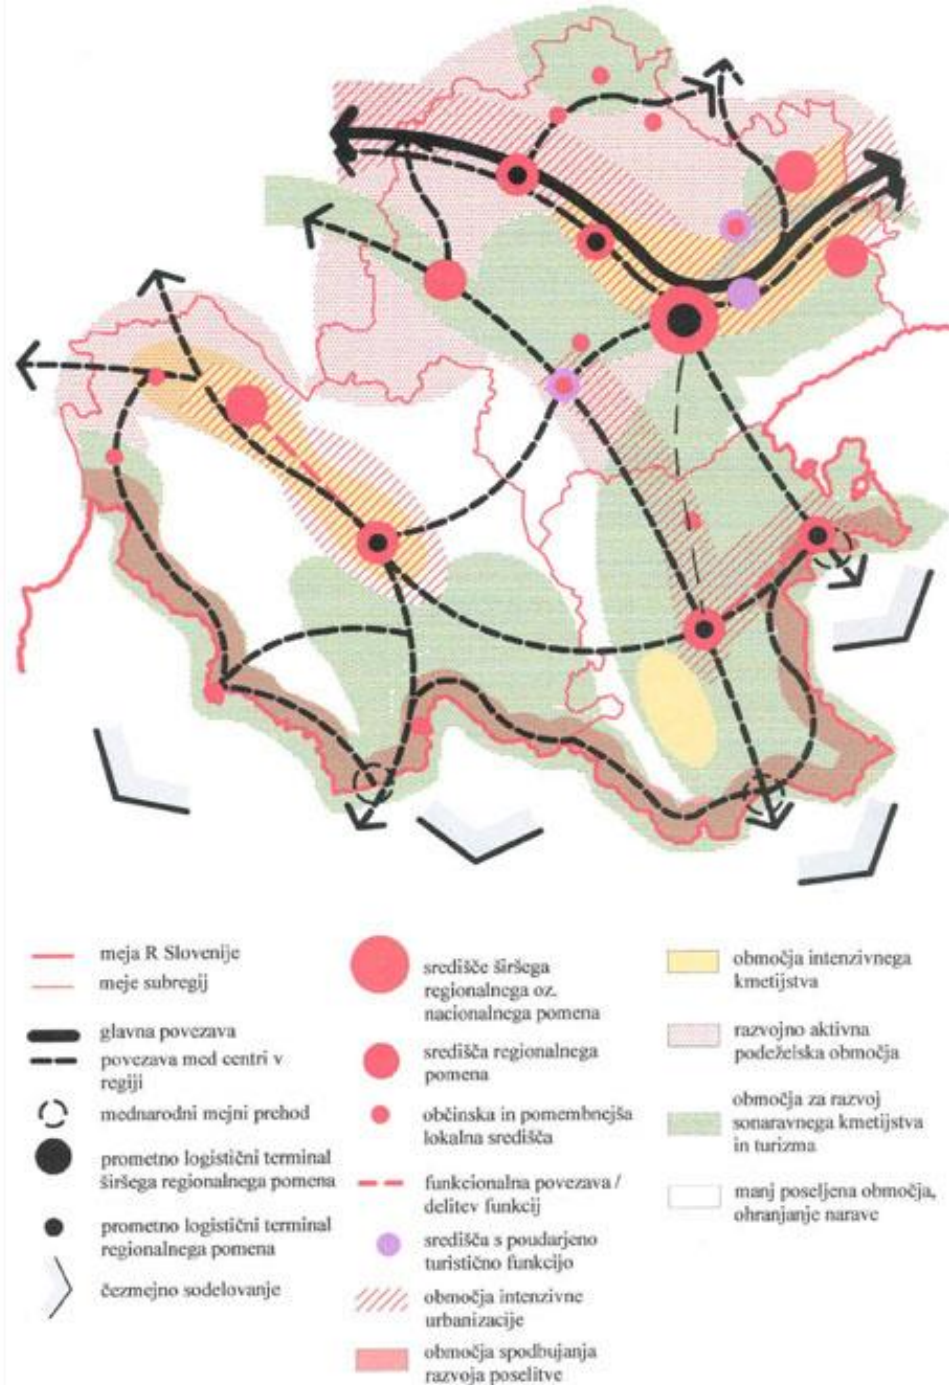 meja R Slovenije
meje subregij
glavna povezava
povezava med centri v
regiji
mednarodni mejni prehod
prometno logistični terminal
širšega regionalnega pomena
prometno logistični terminal
regionalnega pomena
čezmejno sodelovanje
središče širšega
regionalnega oz.
nacionalnega pomena
središča regionalnega
pomena
občinska in pomembnejša
lokalna središča
funkcionalna povezava /
delitev funkcij
središča s poudarjeno
turistično funkcijo
območja intenzivne
urbanizacije
območja spodbujanja
razvoja poselitve
območja intenzivnega
kmetijstva
razvojno aktivna
podeželska območja
območja za razvoj
sonaravnega kmetijstva
in turizma
manj poseljena območja,
ohranjanje narave